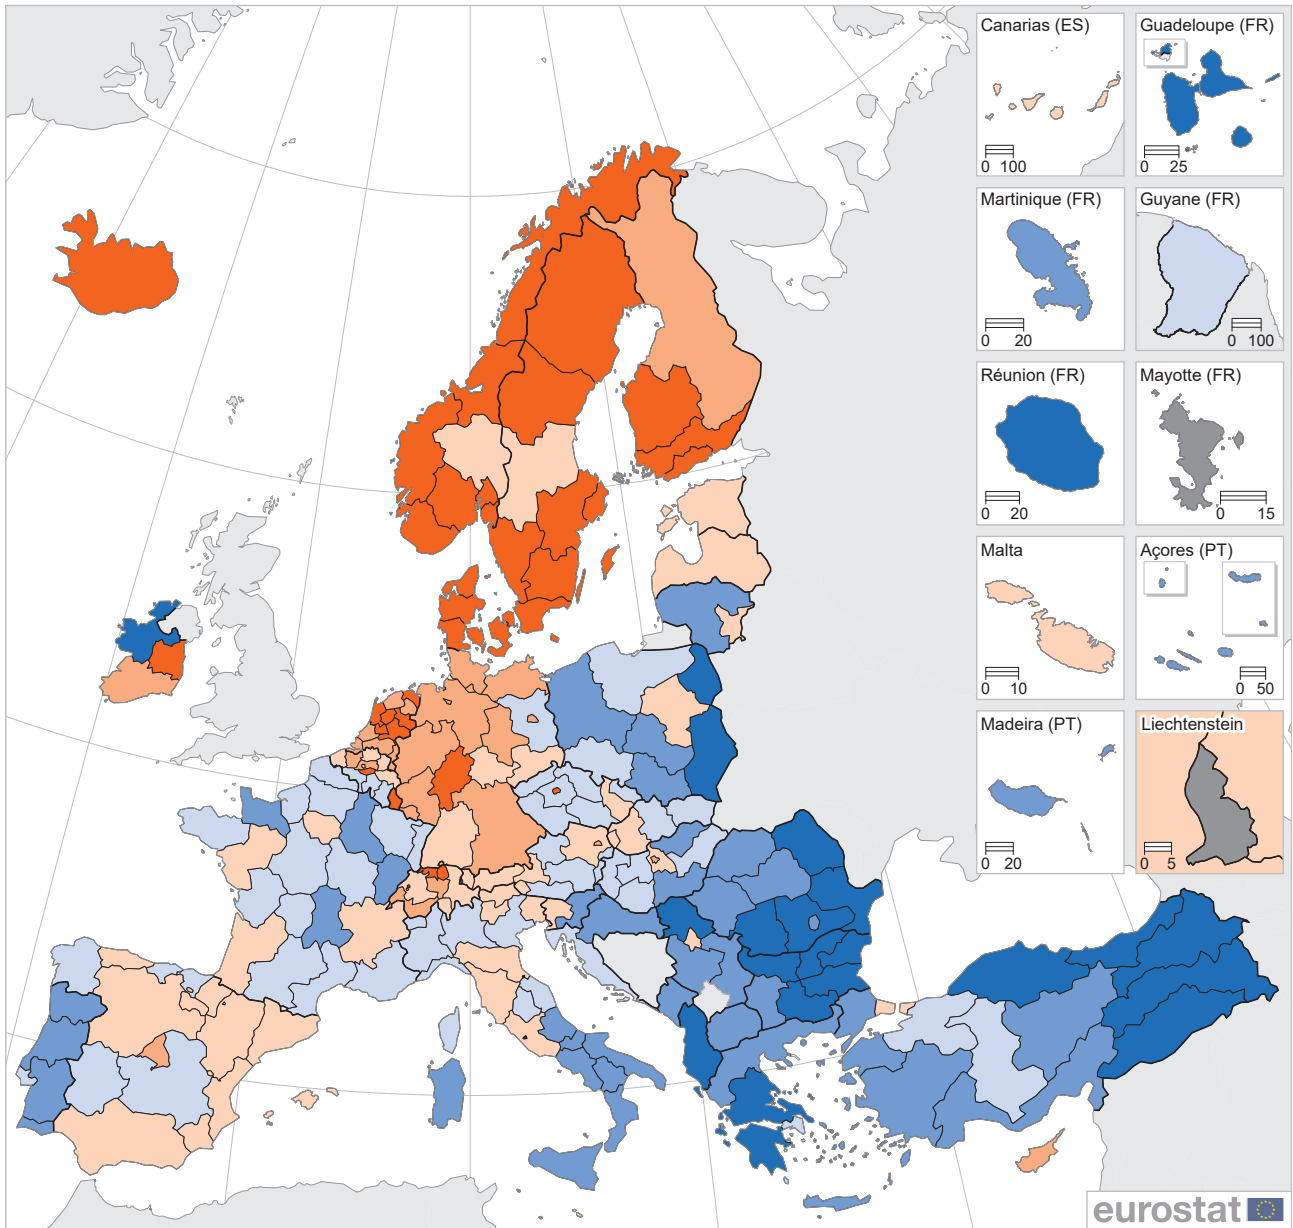 Canarias (ES)
0 100
Guadeloupe (FR)
0 25
Martinique (FR)
0 20
Guyane (FR)
0 100
Réunion (FR)
0 20
Mayotte (FR)
0 15
Malta
0 10
Açores (PT)
0 50
Madeira (PT)
0 20
Liechtenstein
0 5
eurostat